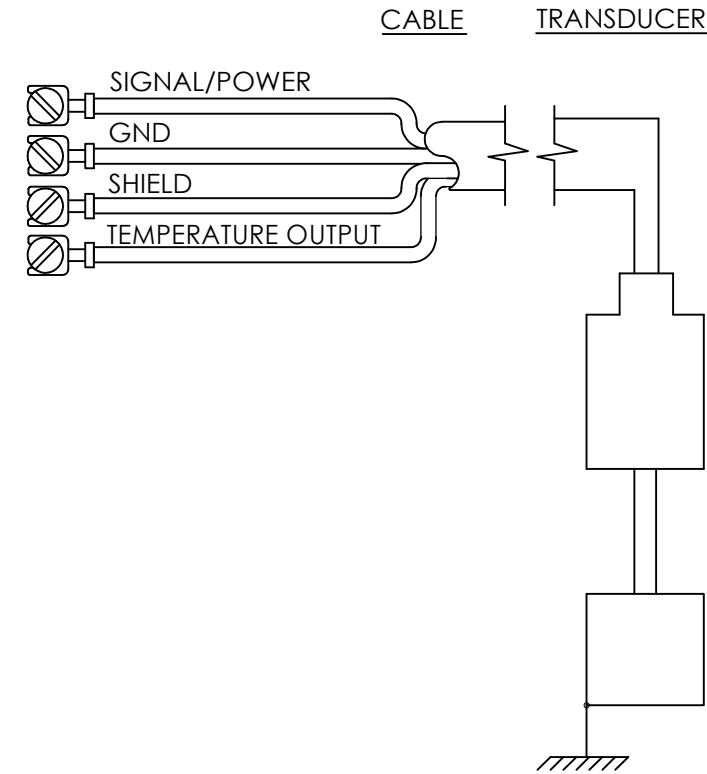 CABLE
TRANSDUCER
SIGNAL/POWER
GND
SHIELD
TEMPERATURE OUTPUT